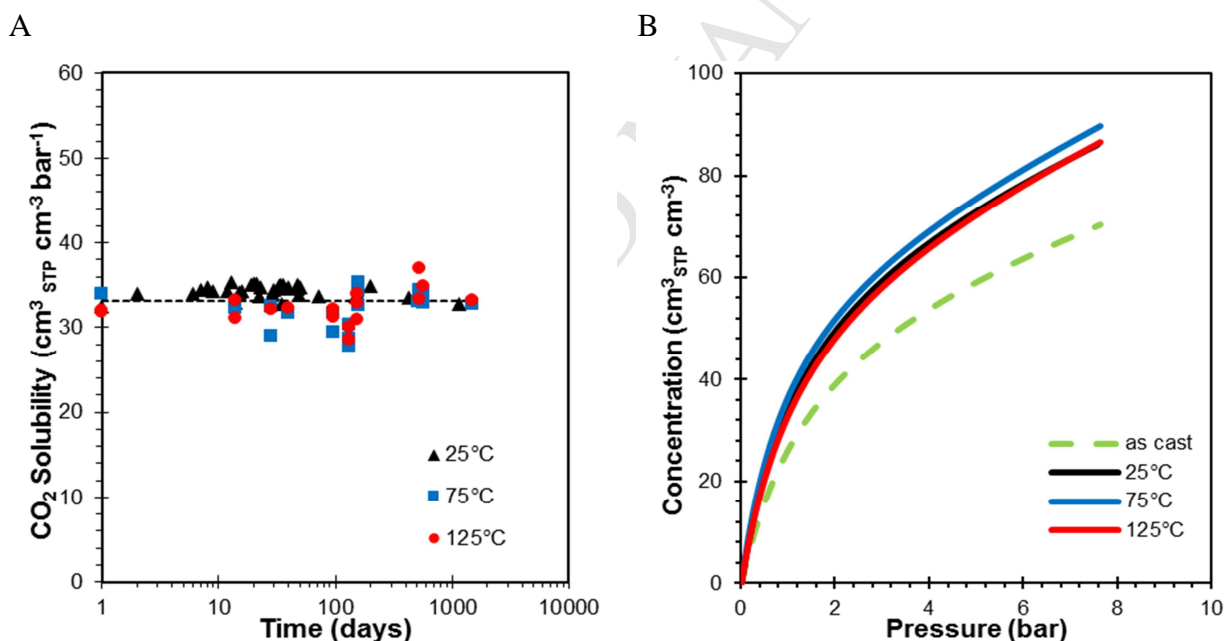 A
B
CO₂ Solubility (cm³ STP cm⁻³ bar⁻¹)
60
50
40
30
20
10
0
1
10
100
1000
10000
Time (days)
25°C
75°C
125°C
Concentration (cm³STP cm⁻³)
100
80
60
40
20
0
0
2
4
6
8
10
Pressure (bar)
as cast
25°C
75°C
125°C